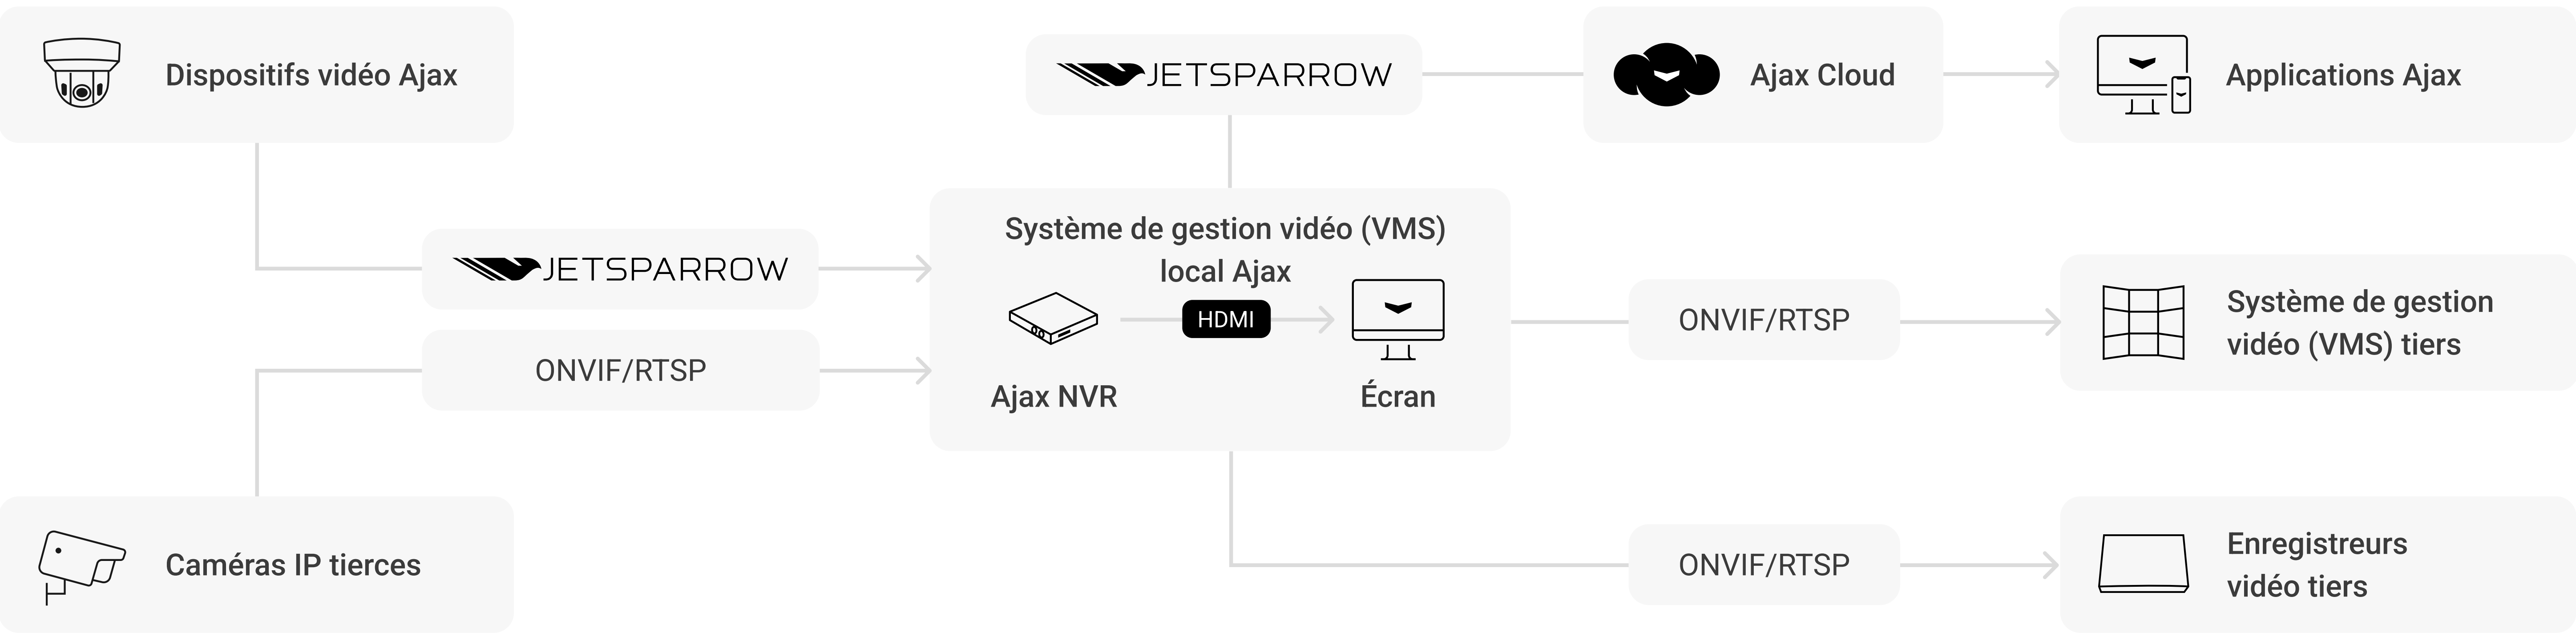 Dispositifs vidéo Ajax
JETSPARROW
Ajax Cloud
Applications Ajax
JETSPARROW
ONVIF/RTSP
Système de gestion vidéo (VMS)
local Ajax
HDMI
Ajax NVR
Écran
ONVIF/RTSP
Système de gestion
vidéo (VMS) tiers
Caméras IP tierces
ONVIF/RTSP
Enregistreurs
vidéo tiers